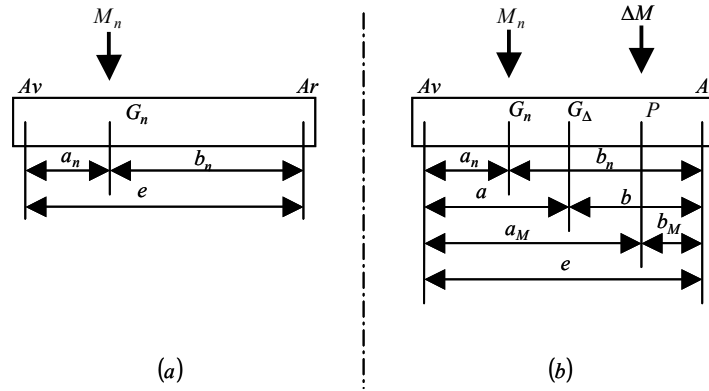 M_n
Av Ar
G_n
a_n b_n
e
(a)
M_n ΔM
Av A
G_n G_Δ P
a_n b_n
a b
a_M b_M
e
(b)